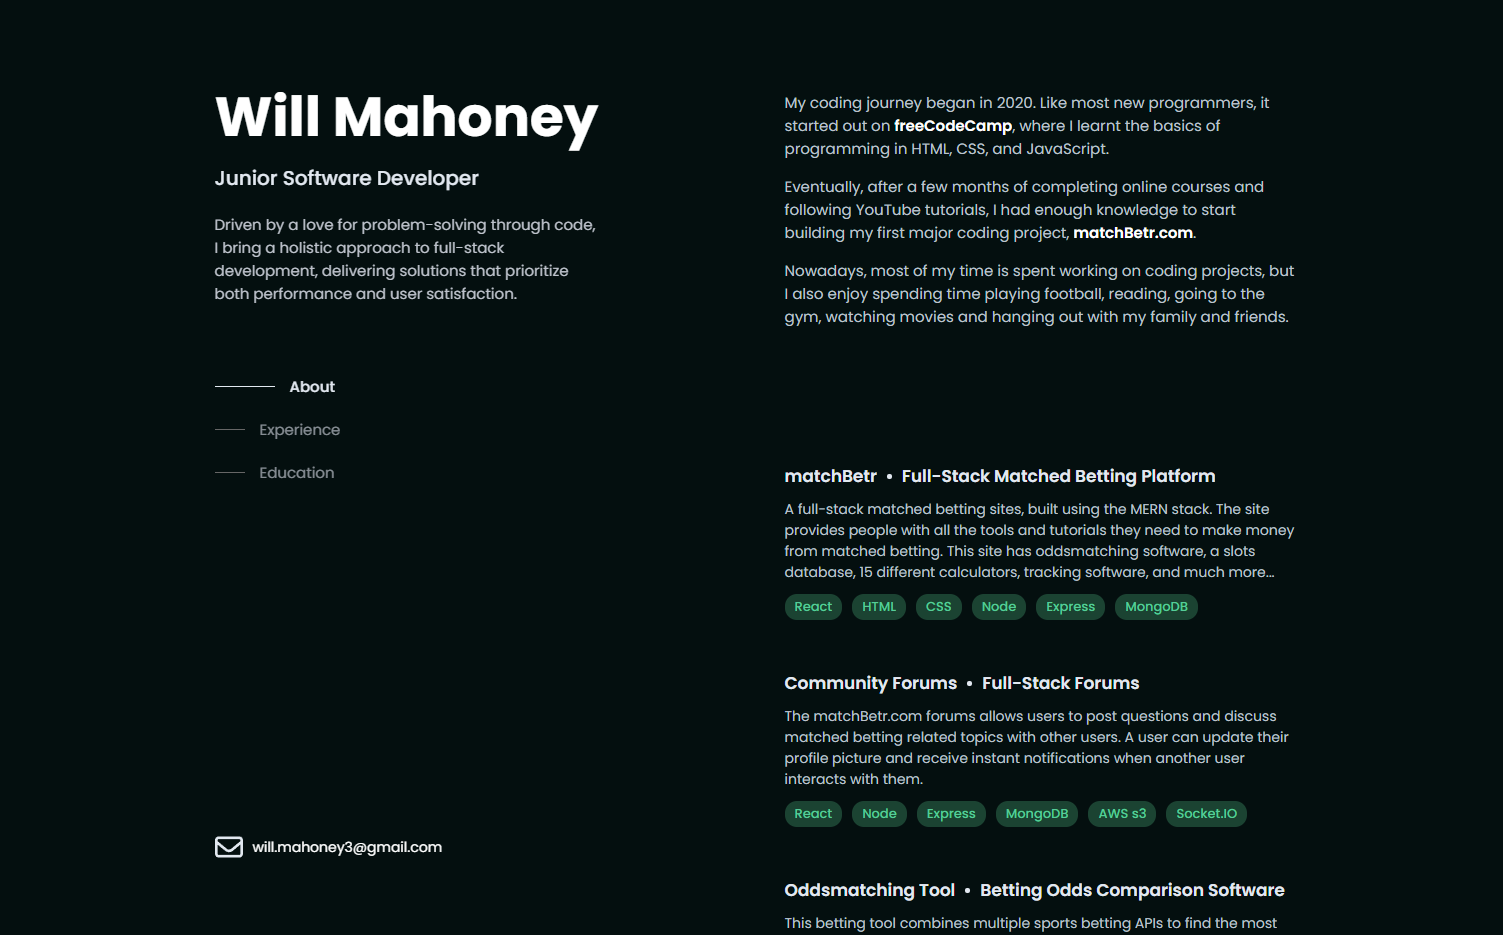 Will Mahoney
Junior Software Developer
Driven by a love for problem-solving through code,
I bring a holistic approach to full-stack
development, delivering solutions that prioritize
both performance and user satisfaction.
About
Experience
Education
will.mahoney3@gmail.com
My coding journey began in 2020. Like most new programmers, it
started out on freeCodeCamp, where I learnt the basics of
programming in HTML, CSS, and JavaScript.
Eventually, after a few months of completing online courses and
following YouTube tutorials, I had enough knowledge to start
building my first major coding project, matchBetr.com.
Nowadays, most of my time is spent working on coding projects, but
I also enjoy spending time playing football, reading, going to the
gym, watching movies and hanging out with my family and friends.
matchBetr • Full-Stack Matched Betting Platform
A full-stack matched betting sites, built using the MERN stack. The site
provides people with all the tools and tutorials they need to make money
from matched betting. This site has oddsmatching software, a slots
database, 15 different calculators, tracking software, and much more...
React HTML CSS Node Express MongoDB
Community Forums • Full-Stack Forums
The matchBetr.com forums allows users to post questions and discuss
matched betting related topics with other users. A user can update their
profile picture and receive instant notifications when another user
interacts with them.
React Node Express MongoDB AWS s3 Socket.IO
Oddsmatching Tool • Betting Odds Comparison Software
This betting tool combines multiple sports betting APIs to find the most